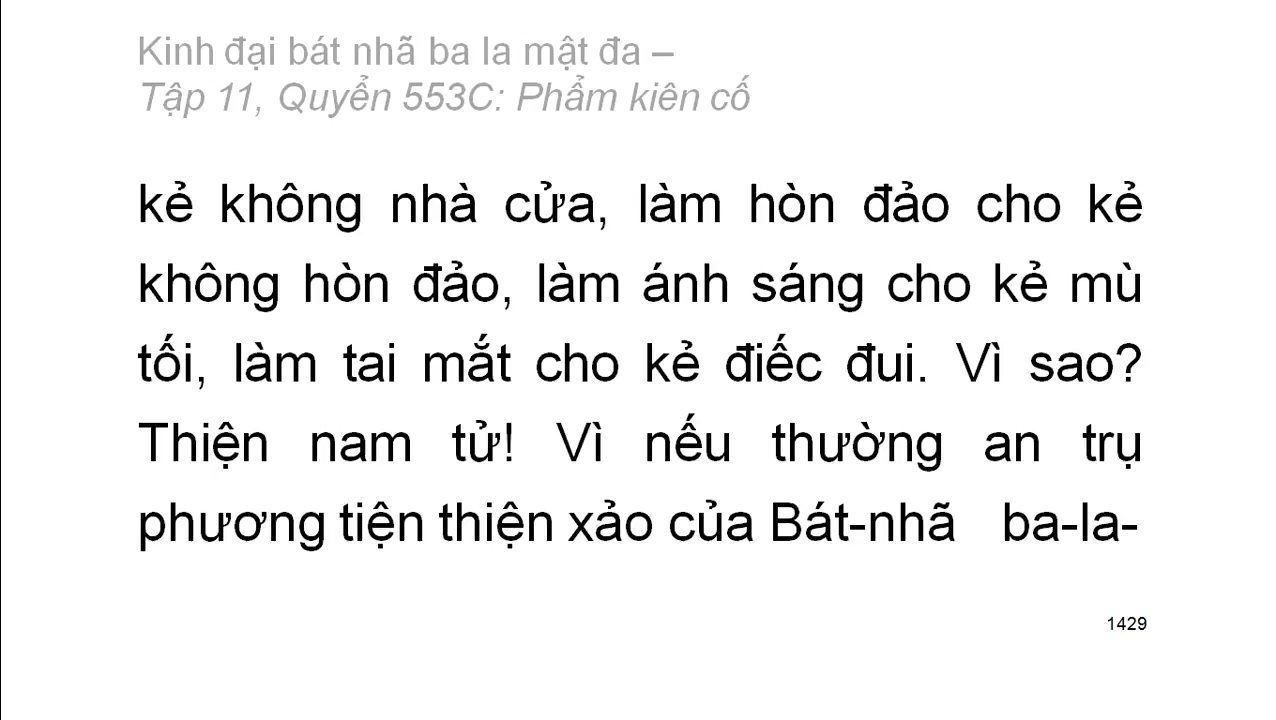 Kinh đại bát nhã ba la mật đa –
Tập 11, Quyển 553C: Phẩm kiên cố
kẻ không nhà cửa, làm hòn đảo cho kẻ
không hòn đảo, làm ánh sáng cho kẻ mù
tối, làm tai mắt cho kẻ điếc đui. Vì sao?
Thiện nam tử! Vì nếu thường an trụ
phương tiện thiện xảo của Bát-nhã ba-la-
1429